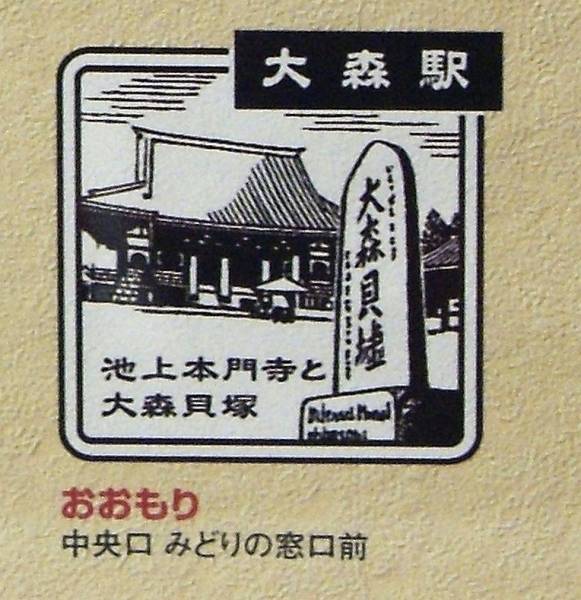 大森駅
大森貝墟
池上本門寺と
大森貝塚
おおもり
中央口 みどりの窓口前